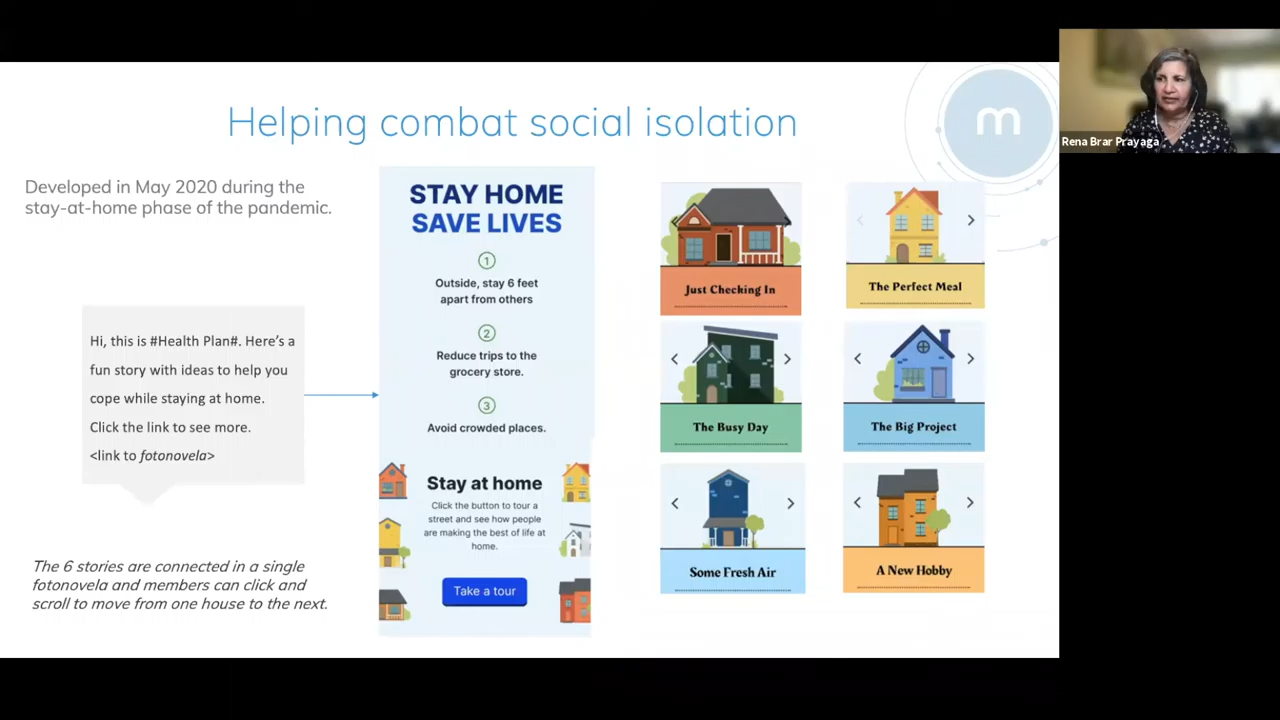 Helping combat social isolation
m
Rena Brar Prayaga
Developed in May 2020 during the
stay-at-home phase of the pandemic.
Hi, this is #Health Plan#. Here's a
fun story with ideas to help you
cope while staying at home.
Click the link to see more.
<link to fotonovela>
The 6 stories are connected in a single
fotonovela and members can click and
scroll to move from one house to the next.
STAY HOME
SAVE LIVES
1
Outside, stay 6 feet
apart from others
2
Reduce trips to the
grocery store.
3
Avoid crowded places.
Stay at home
Click the button to tour a
street and see how people
are making the best of life at
home.
Take a tour
Just Checking In
The Perfect Meal
The Busy Day
The Big Project
Some Fresh Air
A New Hobby